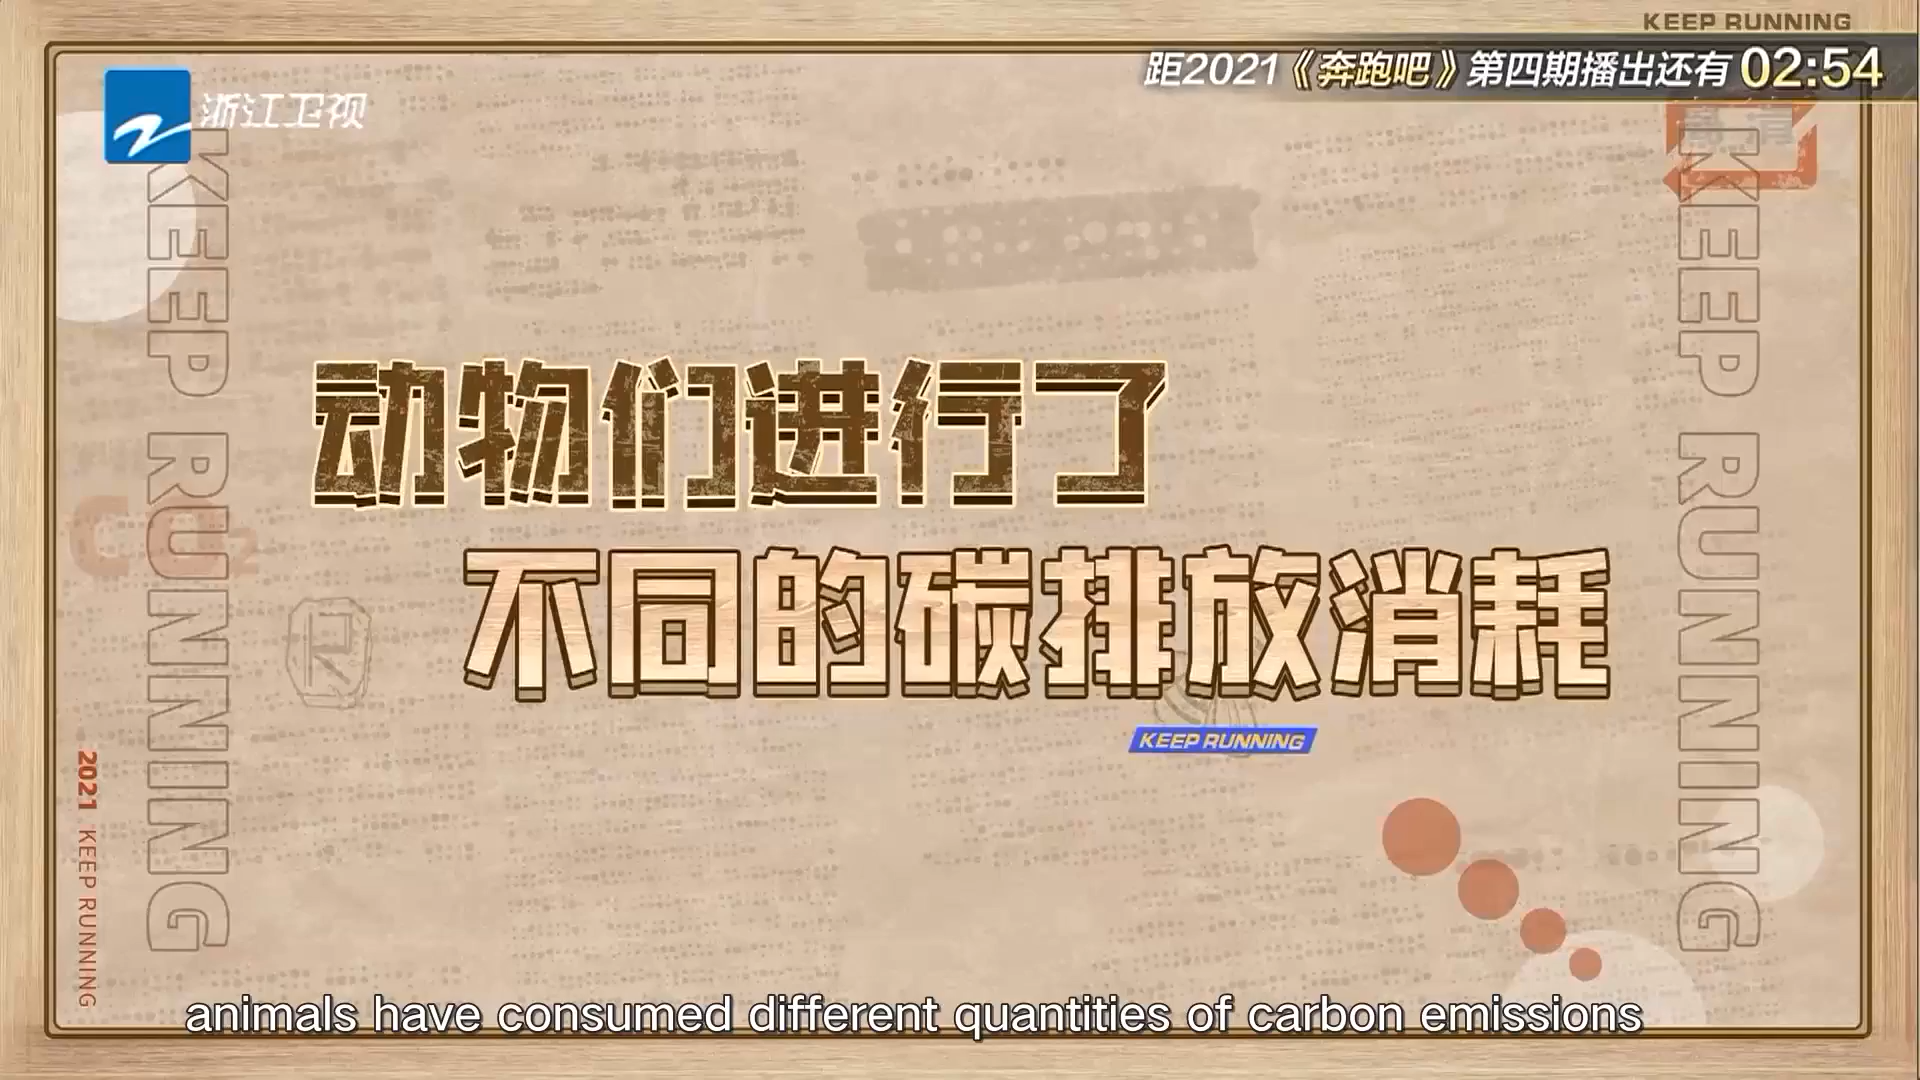 KEEP RUNNING
距2021《奔跑吧》第四期播出还有 02:54
浙江卫视
KEEP RUNNING
KEEP RUNNING
动物们进行了
不同的碳排放消耗
KEEP RUNNING
2021 KEEP RUNNING
animals have consumed different quantities of carbon emissions